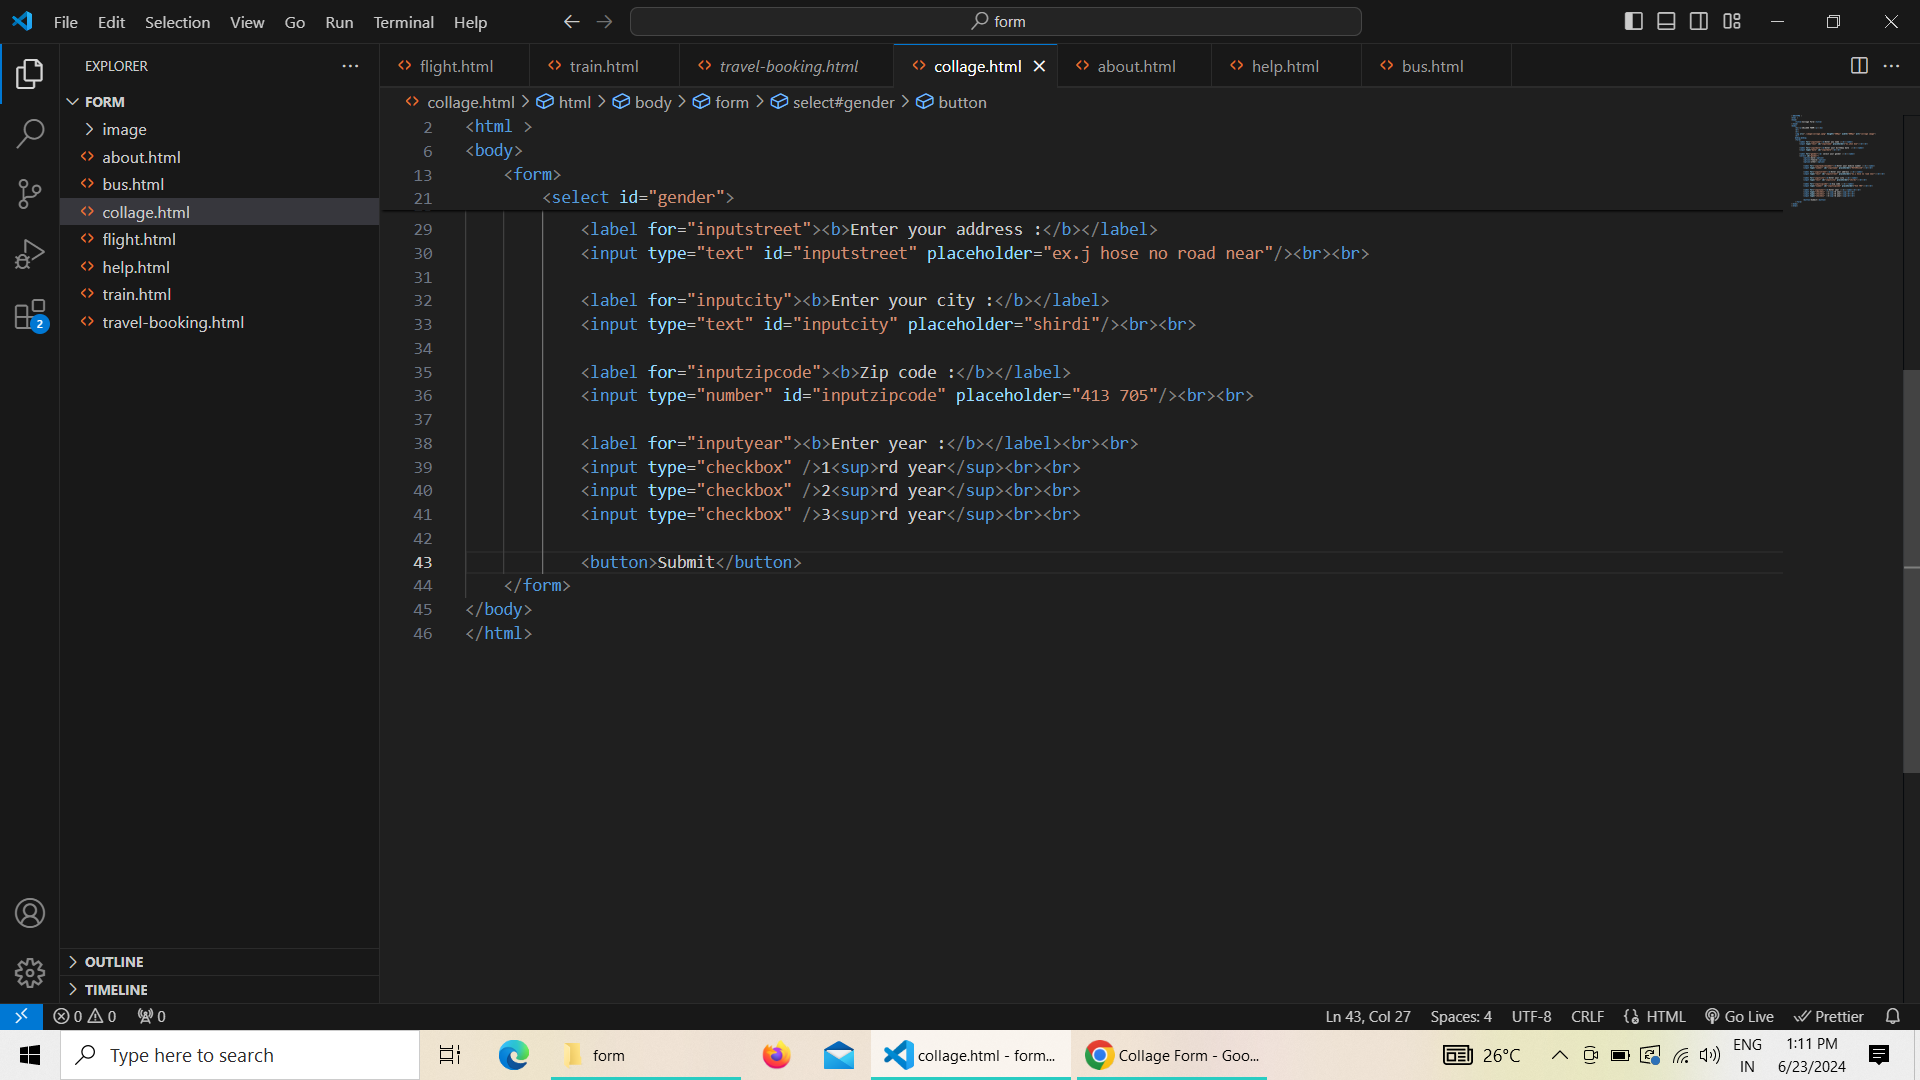 File Edit Selection View Go Run Terminal Help
form
EXPLORER
flight.html
train.html
travel-booking.html
collage.html
about.html
help.html
bus.html
collage.html > html > body > form > select#gender > button
FORM
image
about.html
bus.html
collage.html
flight.html
help.html
train.html
travel-booking.html
2
2 <html >
6 <body>
13 <form>
21 <select id="gender">
29 <label for="inputstreet"><b>Enter your address :</b></label>
30 <input type="text" id="inputstreet" placeholder="ex.j hose no road near"/><br><br>
31
32 <label for="inputcity"><b>Enter your city :</b></label>
33 <input type="text" id="inputcity" placeholder="shirdi"/><br><br>
34
35 <label for="inputzipcode"><b>Zip code :</b></label>
36 <input type="number" id="inputzipcode" placeholder="413 705"/><br><br>
37
38 <label for="inputyear"><b>Enter year :</b></label><br><br>
39 <input type="checkbox" />1<sup>rd year</sup><br><br>
40 <input type="checkbox" />2<sup>rd year</sup><br><br>
41 <input type="checkbox" />3<sup>rd year</sup><br><br>
42
43 <button>Submit</button>
44 </form>
45 </body>
46 </html>
OUTLINE
TIMELINE
0 0 0
Ln 43, Col 27 Spaces: 4 UTF-8 CRLF HTML Go Live Prettier
Type here to search
form
collage.html - form...
Collage Form - Goo...
26°C
ENG
IN
1:11 PM
6/23/2024